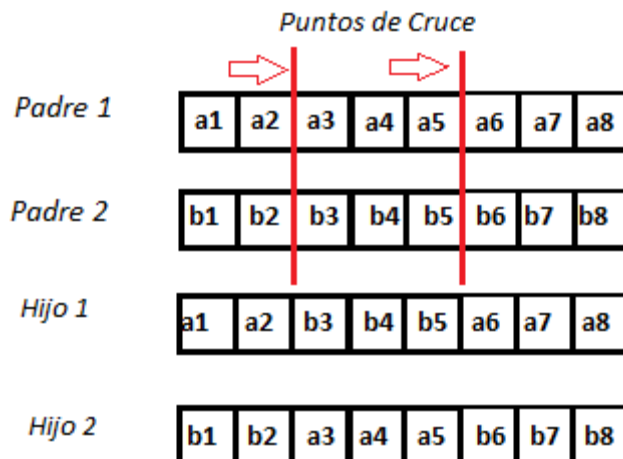 Puntos de Cruce
Padre 1 a1 a2 a3 a4 a5 a6 a7 a8
Padre 2 b1 b2 b3 b4 b5 b6 b7 b8
Hijo 1 a1 a2 b3 b4 b5 a6 a7 a8
Hijo 2 b1 b2 a3 a4 a5 b6 b7 b8